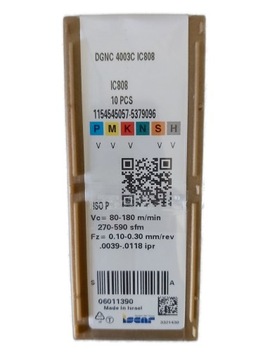 DGNC 4003C IC808
IC808
10 PCS
1154545057-5379096
P M K N S H
V V V V
ISO P
Vc= 80-180 m/min
270-590 sfm
Fz= 0.10-0.30 mm/rev
.0039-.0118 ipr
S A
06011390
Made in Israel
ISCAR